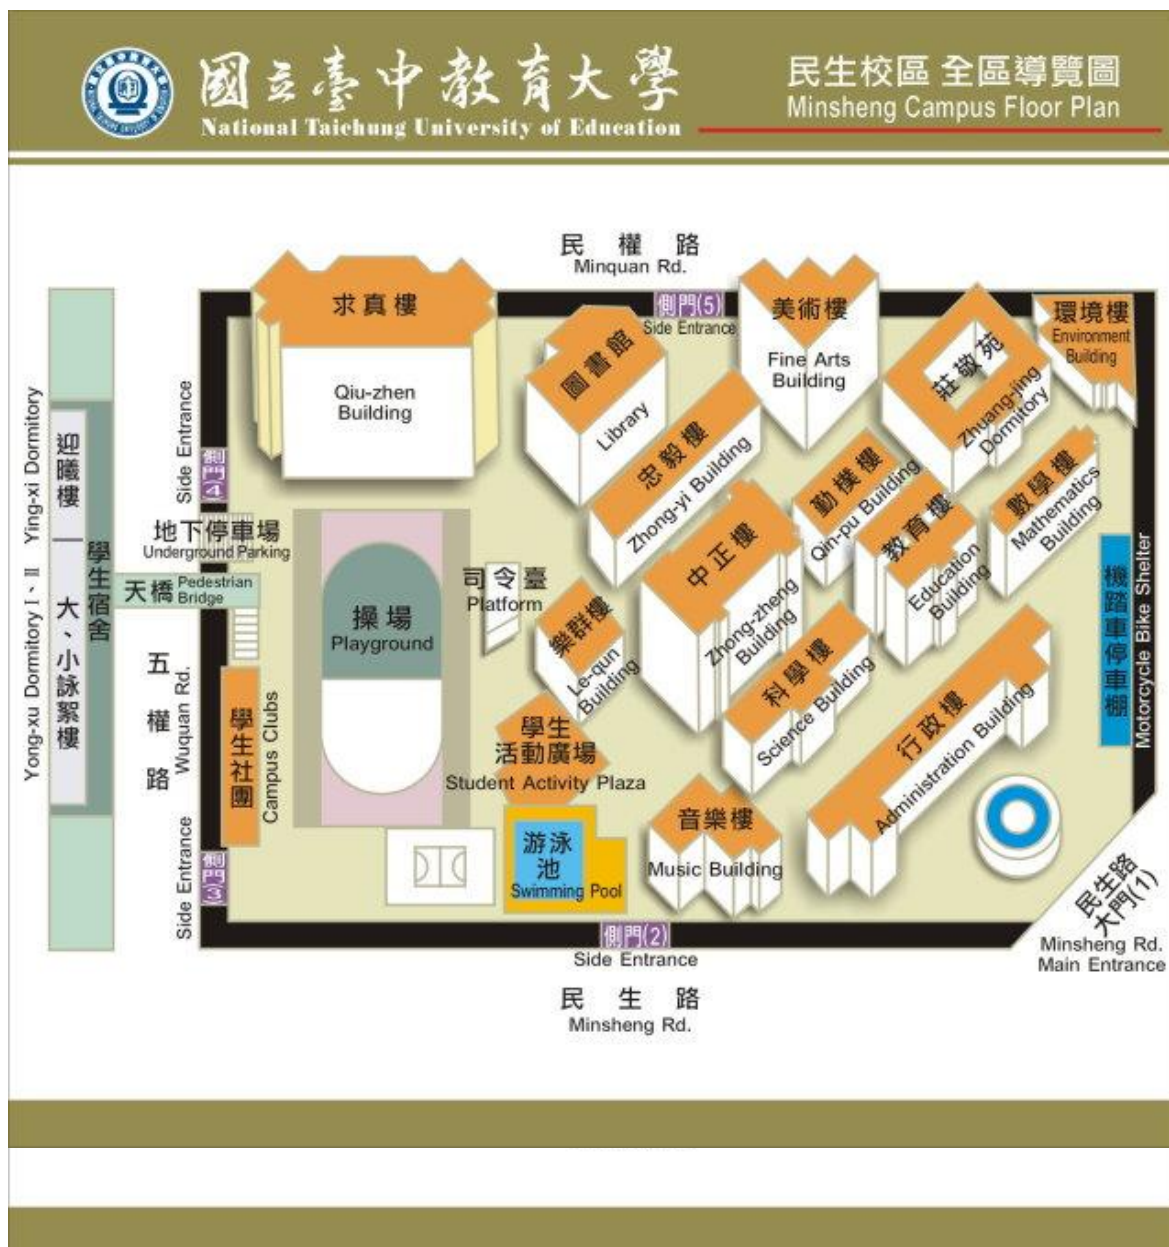 國立臺中教育大學
National Taichung University of Education
民生校區 全區導覽圖
Minsheng Campus Floor Plan
民權路
Minquan Rd.
側門(5)
Side Entrance
求真樓
Qiu-zhen
Building
圖書館
Library
美術樓
Fine Arts
Building
莊敬苑
Zhuang-jing
Dormitory
環境樓
Environment
Building
忠毅樓
Zhong-yi Building
勤樸樓
Qin-pu Building
教育樓
Education
Building
數學樓
Mathematics
Building
中正樓
Zhong-zheng
Building
側門(4)
Side Entrance
迎曦樓
Ying-xi Dormitory
大、小詠絮樓
Yong-xu Dormitory I、II
學生宿舍
地下停車場
Underground Parking
天橋
Pedestrian
Bridge
操場
Playground
司令臺
Platform
樂群樓
Le-qun
Building
科學樓
Science Building
行政樓
Administration Building
機踏車停車棚
Motorcycle Bike Shelter
五權路
Wuquan Rd.
學生社團
Campus Clubs
學生
活動廣場
Student Activity Plaza
游泳
池
Swimming Pool
音樂樓
Music Building
側門(3)
Side Entrance
側門(2)
Side Entrance
民生路
大門(1)
Minsheng Rd.
Main Entrance
民生路
Minsheng Rd.